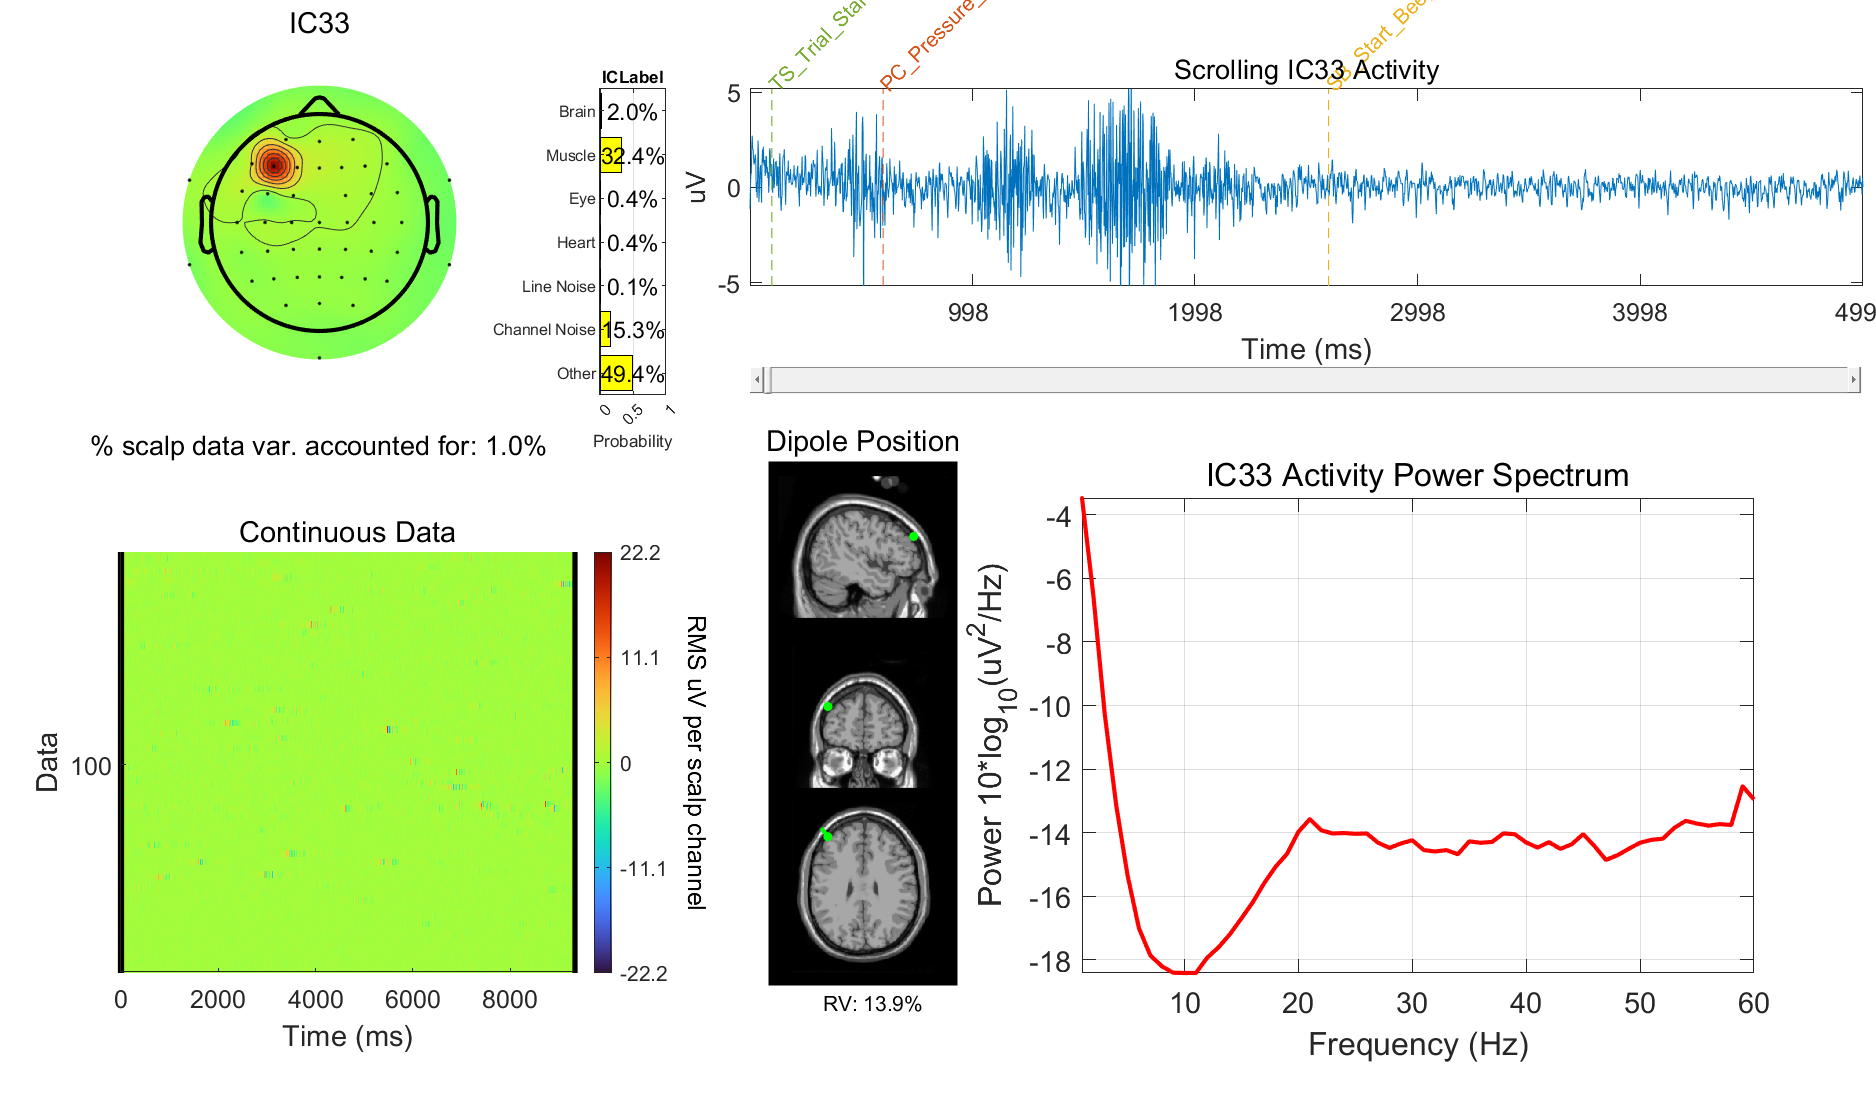 IC33
ICLabel
Brain
2.0%
Muscle
32.4%
Eye
0.4%
Heart
0.4%
Line Noise
0.1%
Channel Noise
15.3%
Other
49.4%
0
0.5
1
Probability
% scalp data var. accounted for: 1.0%
TS_Trial_Star
PC_Pressure_
SB_Start_Bee
Scrolling IC33 Activity
uV
5
0
-5
998
1998
2998
3998
499
Time (ms)
Continuous Data
Data
100
0
2000
4000
6000
8000
Time (ms)
22.2
11.1
0
-11.1
-22.2
RMS uV per scalp channel
Dipole Position
RV: 13.9%
IC33 Activity Power Spectrum
Power 10*log10(uV2/Hz)
-4
-6
-8
-10
-12
-14
-16
-18
10
20
30
40
50
60
Frequency (Hz)